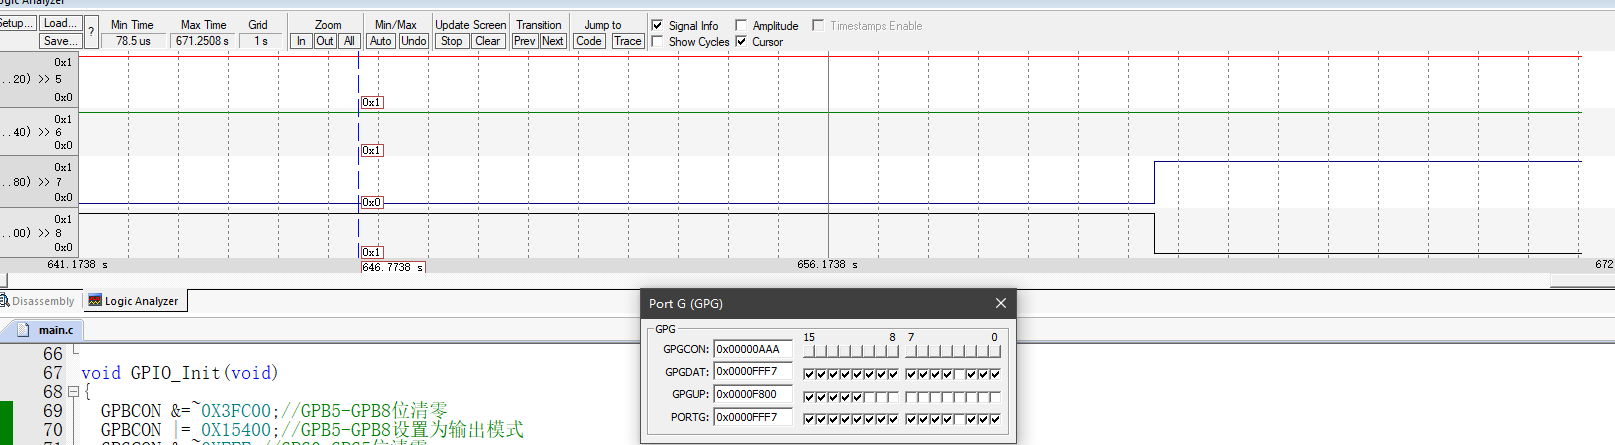 Logic Analyzer
Setup... Load... Min Time Max Time Grid Zoom Min/Max Update Screen Transition Jump to Signal Info Amplitude Timestamps Enable
Save... ? 78.5 us 671.2508 s 1 s In Out All Auto Undo Stop Clear Prev Next Code Trace Show Cycles Cursor
0x1
..20) >> 5
0x0 0x1
0x1
..40) >> 6
0x0 0x1
0x1
..80) >> 7
0x0 0x0
0x1
..00) >> 8
0x0 0x1
641.1738 s 646.7738 s 656.1738 s 672
Disassembly Logic Analyzer
main.c
66
67 void GPIO_Init(void)
68 {
69 GPBCON &=~0X3FC00;//GPB5-GPB8位清零
70 GPBCON |= 0X15400;//GPB5-GPB8设置为输出模式
Port G (GPG)
GPG
15 8 7 0
GPGCON: 0x00000AAA
GPGDAT: 0x0000FFF7
GPGUP: 0x0000F800
PORTG: 0x0000FFF7